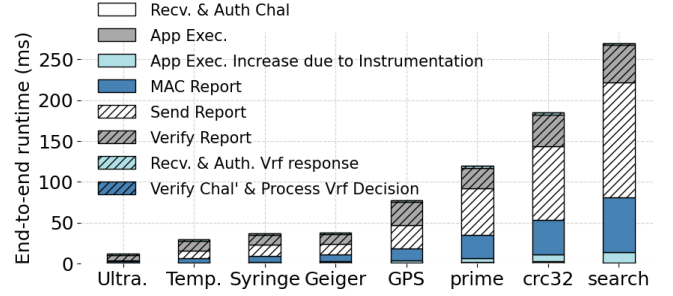 Recv. & Auth Chal
App Exec.
App Exec. Increase due to Instrumentation
MAC Report
Send Report
Verify Report
Recv. & Auth. Vrf response
Verify Chal' & Process Vrf Decision
End-to-end runtime (ms)
250
200
150
100
50
0
Ultra. Temp. Syringe Geiger GPS prime crc32 search